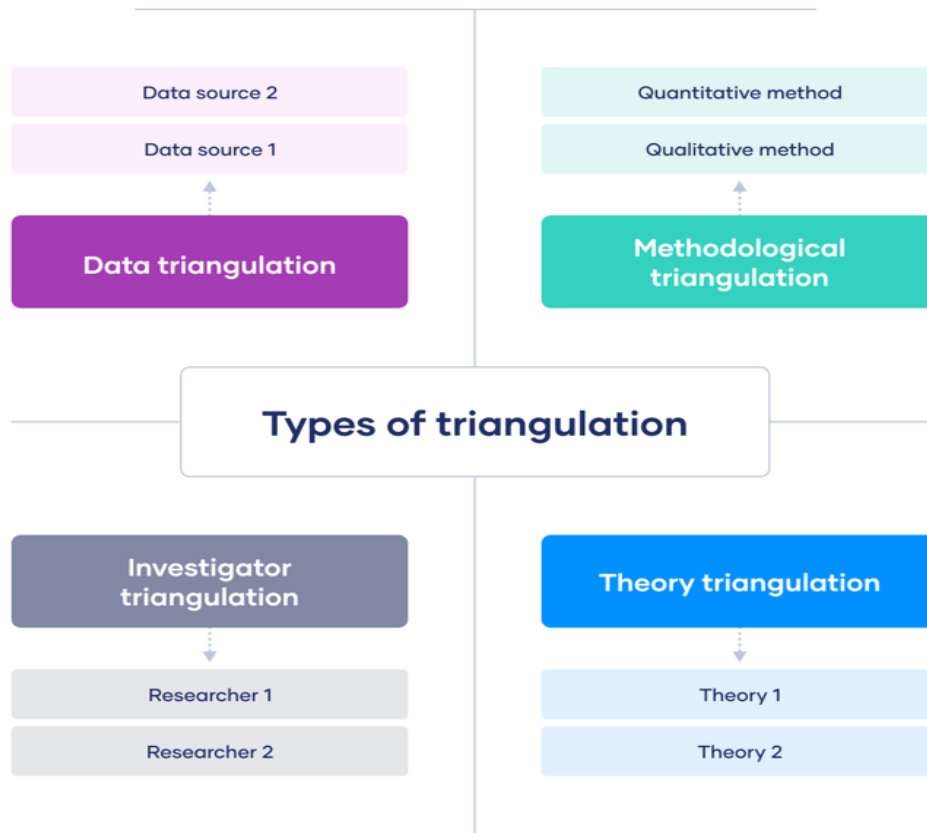 Data source 2
Data source 1
Data triangulation
Quantitative method
Qualitative method
Methodological
triangulation
Types of triangulation
Investigator
triangulation
Researcher 1
Researcher 2
Theory triangulation
Theory 1
Theory 2